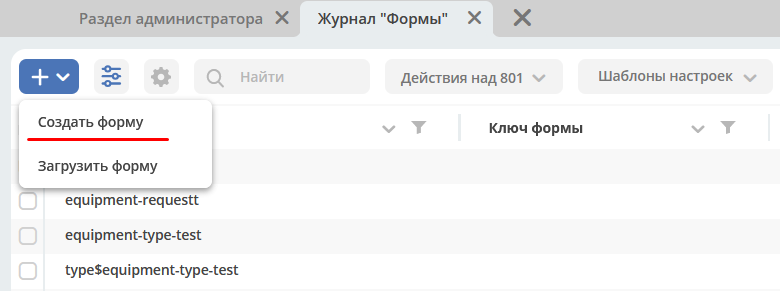 Раздел администратора
Журнал "Формы"
Найти
Действия над 801
Шаблоны настроек
Создать форму
Ключ формы
Загрузить форму
equipment-requestt
equipment-type-test
type$equipment-type-test